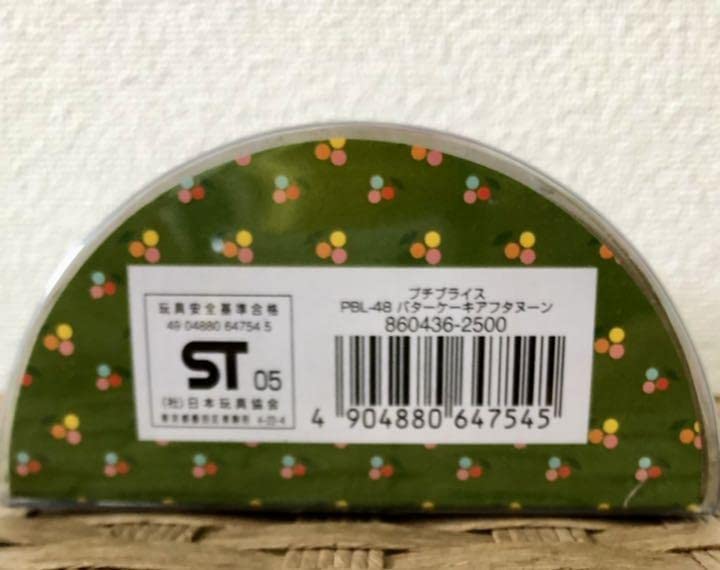 玩具安全基準合格
49 04880 64754 5
ST 05
(社)日本玩具協会
プチブライス
PBL-48 バターケーキアフタヌーン
860436-2500
4 904880 647545